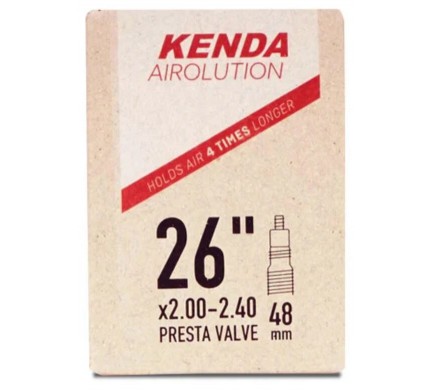 KENDA
AIROLUTION
HOLDS AIR 4 TIMES LONGER
26"
x2.00-2.40
PRESTA VALVE
48
mm